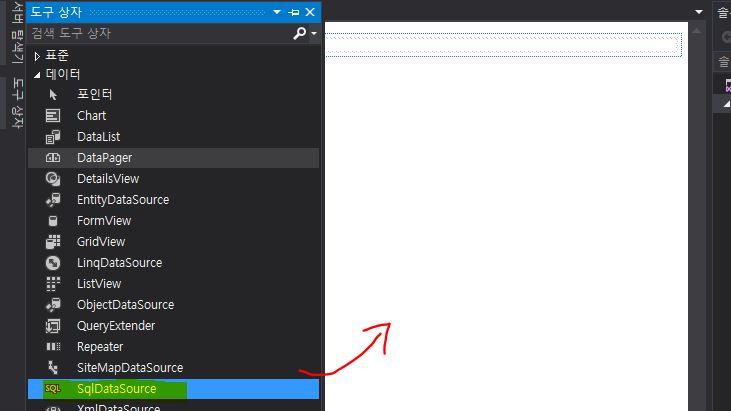 서버 탐색기
도구 상자
도구 상자
검색 도구 상자
표준
데이터
포인터
Chart
DataList
DataPager
DetailsView
EntityDataSource
FormView
GridView
LinqDataSource
ListView
ObjectDataSource
QueryExtender
Repeater
SiteMapDataSource
SQL SqlDataSource
XmlDataSource
솔
솔